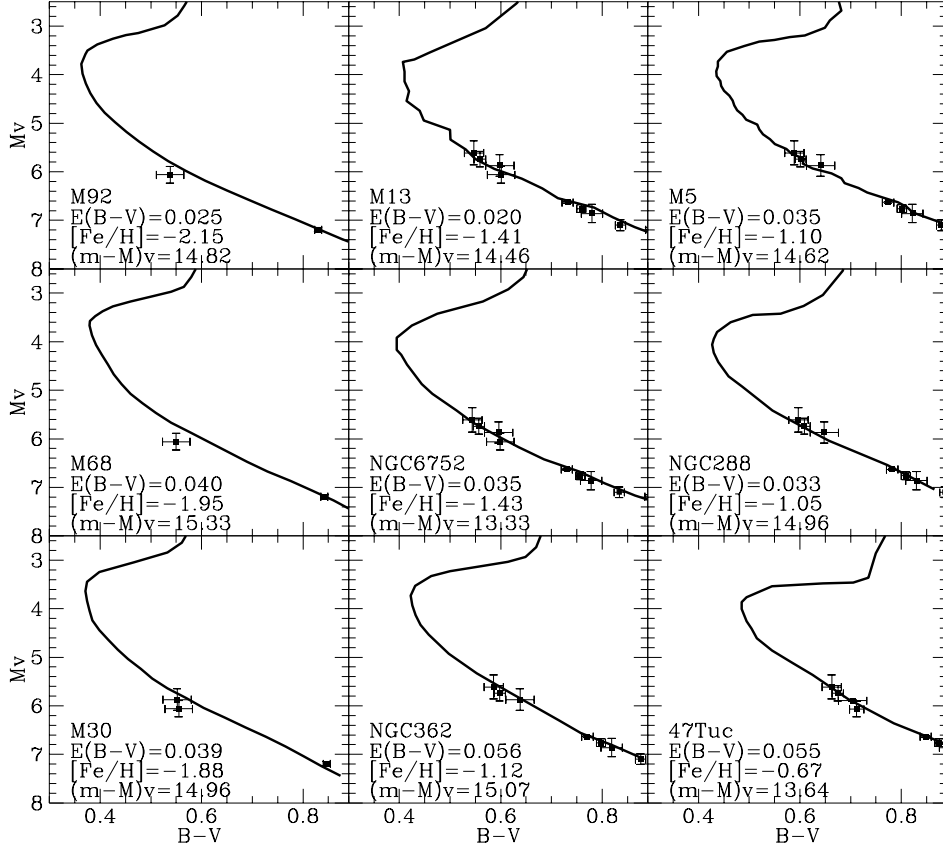 3
4
Mv
5
6
7
8
M92
E(B−V)=0.025
[Fe/H]=−2.15
(m−M)v=14.82
M13
E(B−V)=0.020
[Fe/H]=−1.41
(m−M)v=14.46
M5
E(B−V)=0.035
[Fe/H]=−1.10
(m−M)v=14.62
3
4
Mv
5
6
7
8
M68
E(B−V)=0.040
[Fe/H]=−1.95
(m−M)v=15.33
NGC6752
E(B−V)=0.035
[Fe/H]=−1.43
(m−M)v=13.33
NGC288
E(B−V)=0.033
[Fe/H]=−1.05
(m−M)v=14.96
3
4
Mv
5
6
7
8
M30
E(B−V)=0.039
[Fe/H]=−1.88
(m−M)v=14.96
NGC362
E(B−V)=0.056
[Fe/H]=−1.12
(m−M)v=15.07
47Tuc
E(B−V)=0.055
[Fe/H]=−0.67
(m−M)v=13.64
0.4 0.6 0.8
0.4 0.6 0.8
0.4 0.6 0.8
B−V
B−V
B−V